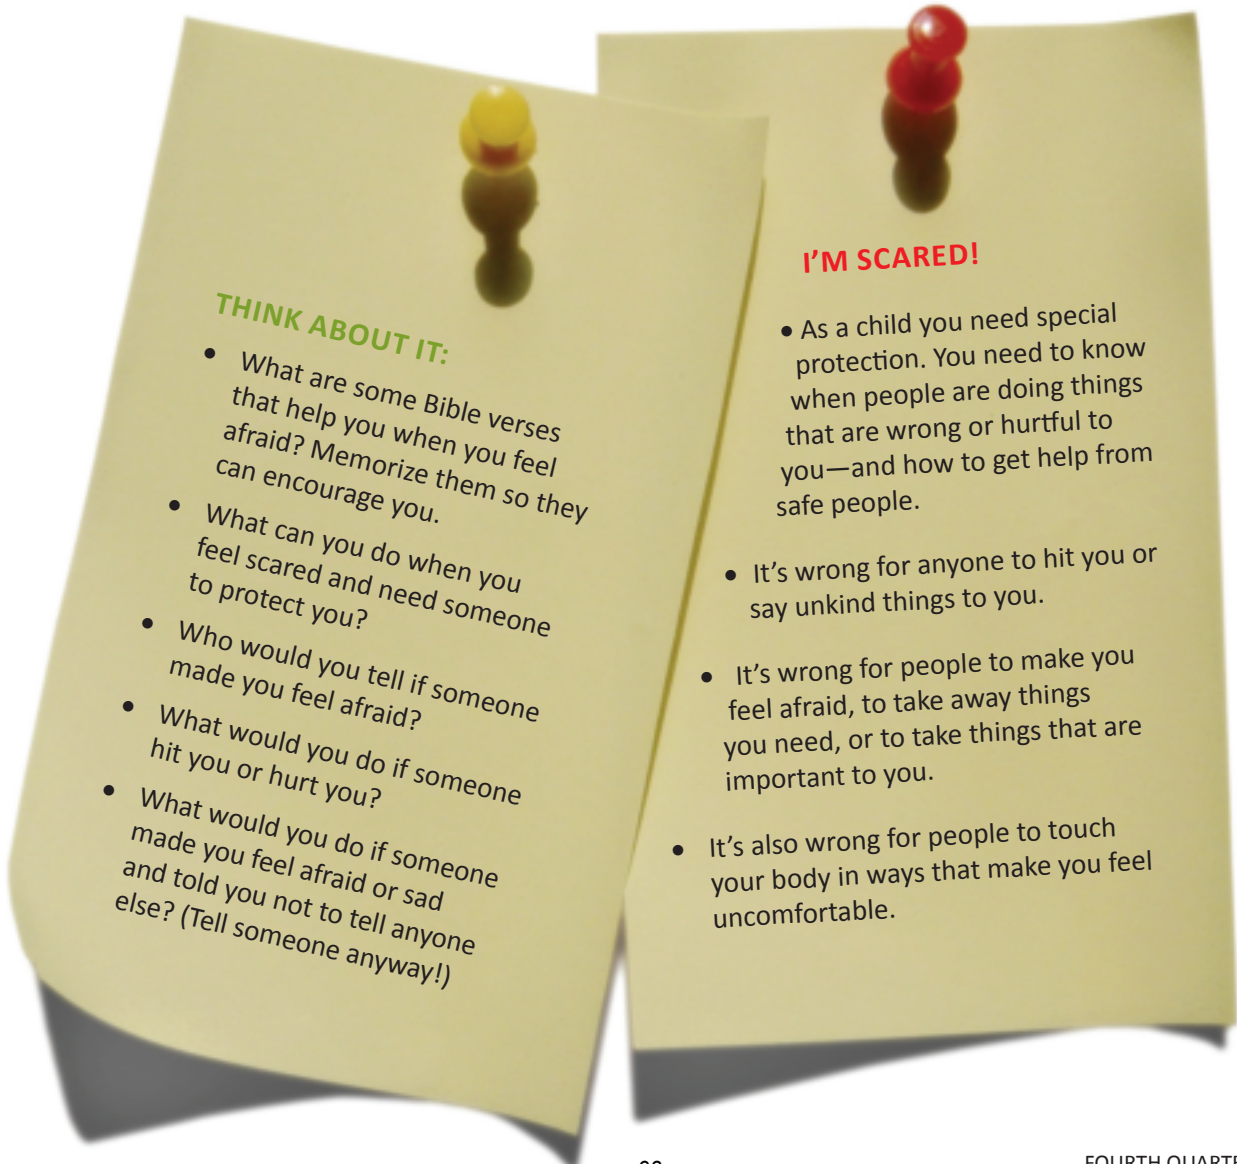 THINK ABOUT IT:
• What are some Bible verses
that help you when you feel
afraid? Memorize them so they
can encourage you.
• What can you do when you
feel scared and need someone
to protect you?
• Who would you tell if someone
made you feel afraid?
• What would you do if someone
hit you or hurt you?
• What would you do if someone
made you feel afraid or sad
and told you not to tell anyone
else? (Tell someone anyway!)
I'M SCARED!
• As a child you need special
protection. You need to know
when people are doing things
that are wrong or hurtful to
you—and how to get help from
safe people.
• It's wrong for anyone to hit you or
say unkind things to you.
• It's wrong for people to make you
feel afraid, to take away things
you need, or to take things that are
important to you.
• It's also wrong for people to touch
your body in ways that make you feel
uncomfortable.
FOURTH QUARTE